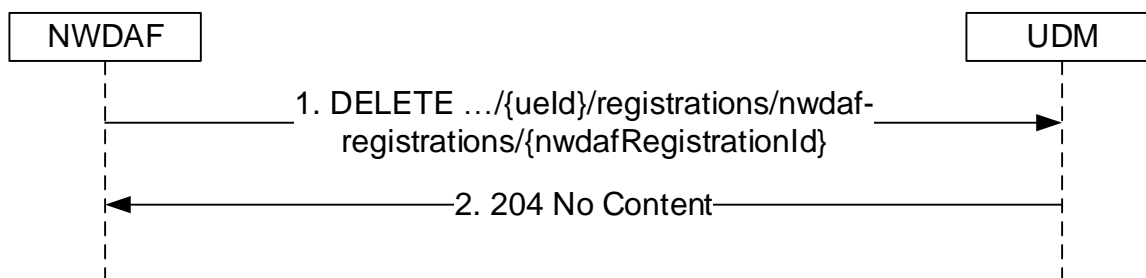 NWDAF
UDM
1. DELETE …/{ueId}/registrations/nwdaf-
registrations/{nwdafRegistrationId}
2. 204 No Content